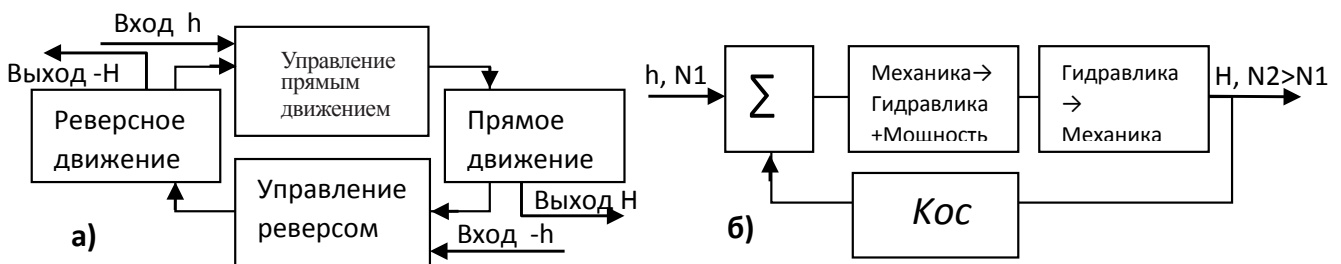 Вход h
Выход -H
Управление
прямым
движением
Реверсное
движение
Прямое
движение
Управление
реверсом
Выход H
Вход -h
а)
h, N1
Σ
Механика→
Гидравлика
+Мощность
Гидравлика
→
Механика
H, N2>N1
Кос
б)